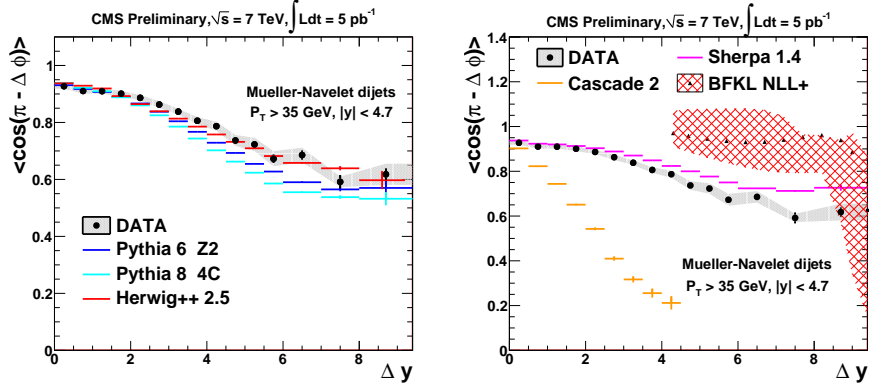 CMS Preliminary,√s = 7 TeV,∫Ldt = 5 pb⁻¹
<cos(π - Δ φ)>
1
0.8
0.6
0.4
0.2
0
Mueller-Navelet dijets
P_T > 35 GeV, |y| < 4.7
DATA
Pythia 6 Z2
Pythia 8 4C
Herwig++ 2.5
0 2 4 6 8
Δ y
CMS Preliminary,√s = 7 TeV,∫Ldt = 5 pb⁻¹
<cos(π - Δ φ)>
1.4
1.2
1
0.8
0.6
0.4
0.2
0
DATA
Cascade 2
Sherpa 1.4
BFKL NLL+
Mueller-Navelet dijets
P_T > 35 GeV, |y| < 4.7
0 2 4 6 8
Δ y